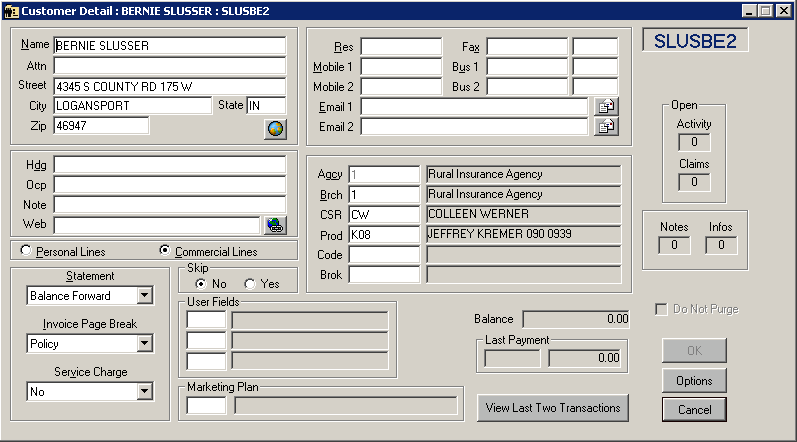 Customer Detail : BERNIE SLUSSER : SLUSBE2
Name BERNIE SLUSSER
Attn
Street 4345 S COUNTY RD 175 W
City LOGANSPORT State IN
Zip 46947
Res Fax
Mobile 1 Bus 1
Mobile 2 Bus 2
Email 1
Email 2
SLUSBE2
Open
Activity
0
Claims
0
Hdg
Ocp
Note
Web
Agcy 1 Rural Insurance Agency
Brch 1 Rural Insurance Agency
CSR CW COLLEEN WERNER
Prod K08 JEFFREY KREMER 090 0939
Code
Brok
Notes Infos
0 0
Personal Lines Commercial Lines
Statement
Balance Forward
Invoice Page Break
Policy
Service Charge
No
Skip
No Yes
User Fields
Marketing Plan
Balance 0.00
Last Payment
0.00
View Last Two Transactions
Do Not Purge
OK
Options
Cancel